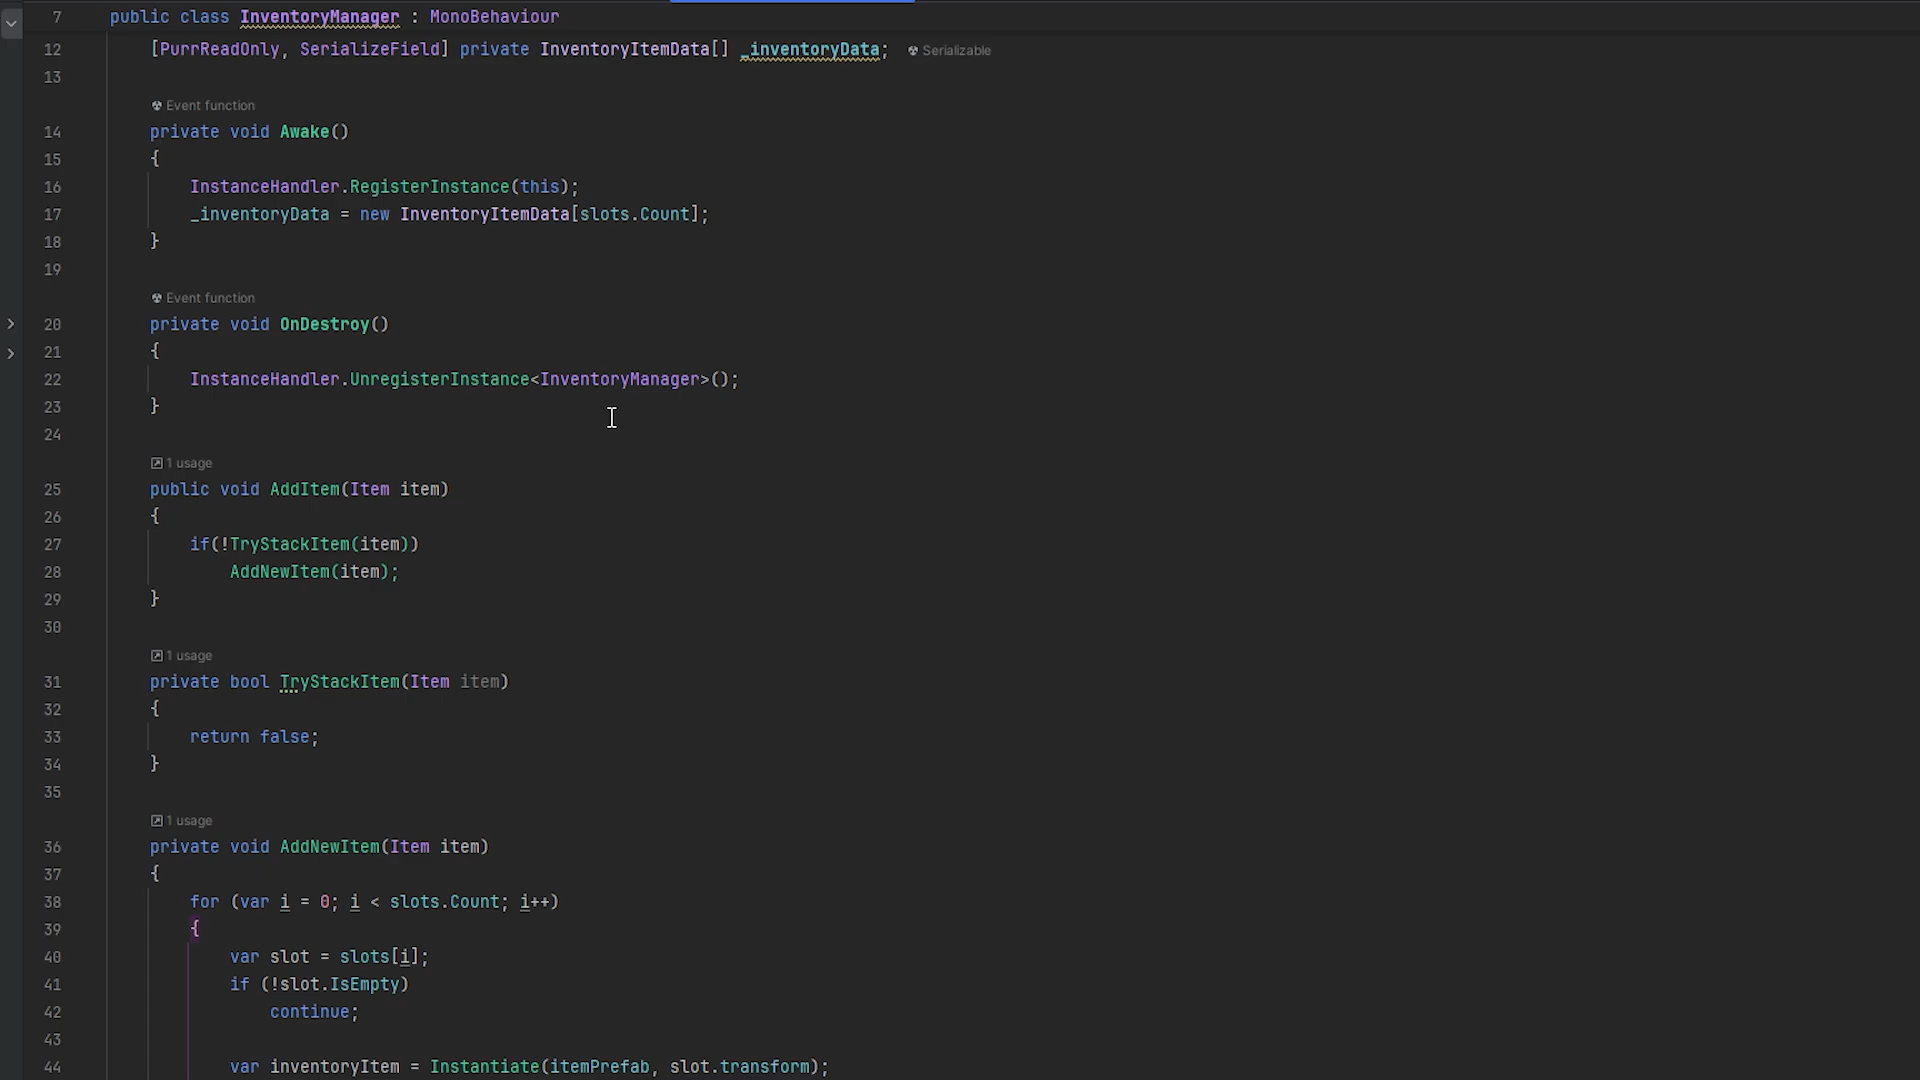 7 public class InventoryManager : MonoBehaviour
12 [PurrReadOnly, SerializeField] private InventoryItemData[] _inventoryData; Serializable
13
Event function
14 private void Awake()
15 {
16 InstanceHandler.RegisterInstance(this);
17 _inventoryData = new InventoryItemData[slots.Count];
18 }
19
Event function
20 private void OnDestroy()
21 {
22 InstanceHandler.UnregisterInstance<InventoryManager>();
23 }
24
1 usage
25 public void AddItem(Item item)
26 {
27 if(!TryStackItem(item))
28 AddNewItem(item);
29 }
30
1 usage
31 private bool TryStackItem(Item item)
32 {
33 return false;
34 }
35
1 usage
36 private void AddNewItem(Item item)
37 {
38 for (var i = 0; i < slots.Count; i++)
39 {
40 var slot = slots[i];
41 if (!slot.IsEmpty)
42 continue;
43
44 var inventoryItem = Instantiate(itemPrefab, slot.transform);